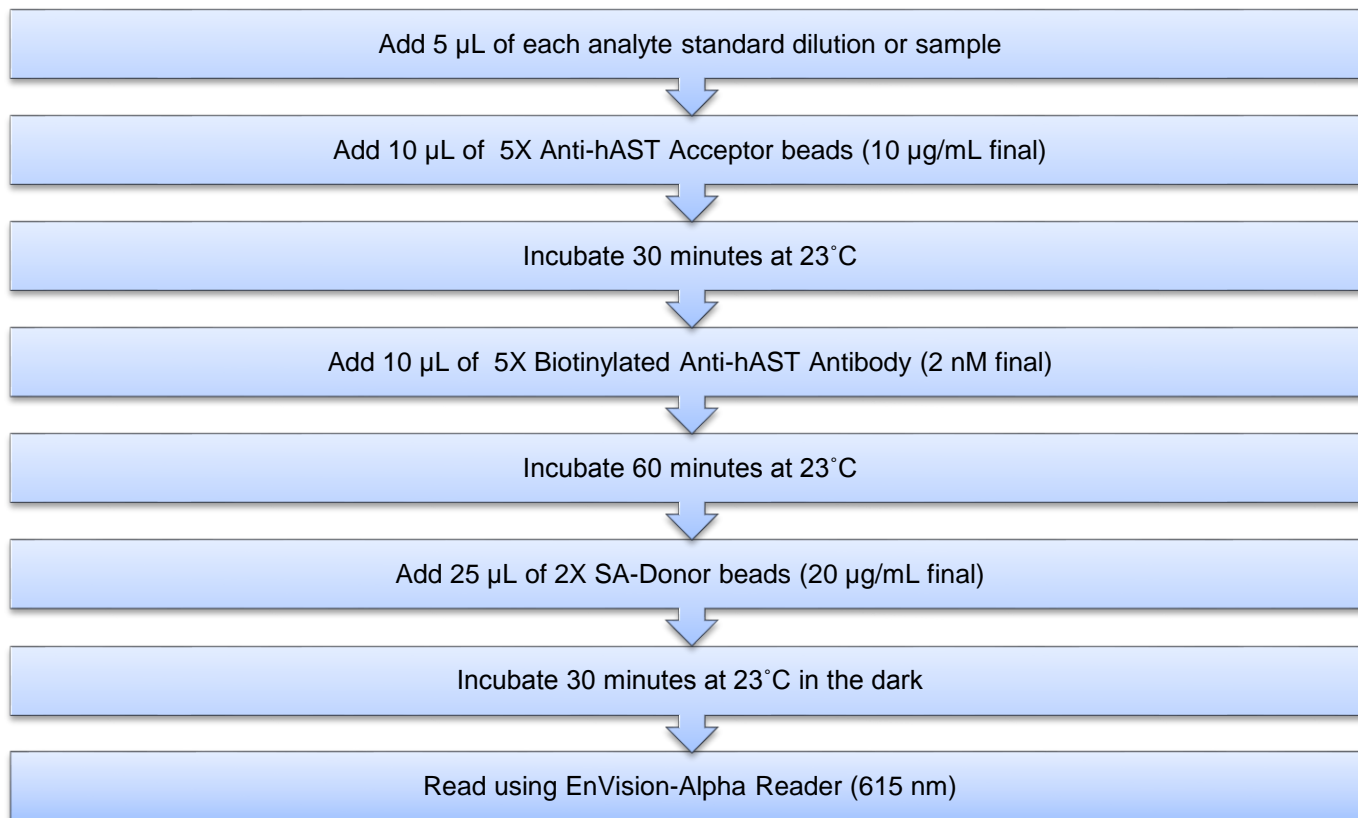 Add 5 µL of each analyte standard dilution or sample
Add 10 µL of 5X Anti-hAST Acceptor beads (10 µg/mL final)
Incubate 30 minutes at 23˚C
Add 10 µL of 5X Biotinylated Anti-hAST Antibody (2 nM final)
Incubate 60 minutes at 23˚C
Add 25 µL of 2X SA-Donor beads (20 µg/mL final)
Incubate 30 minutes at 23˚C in the dark
Read using EnVision-Alpha Reader (615 nm)